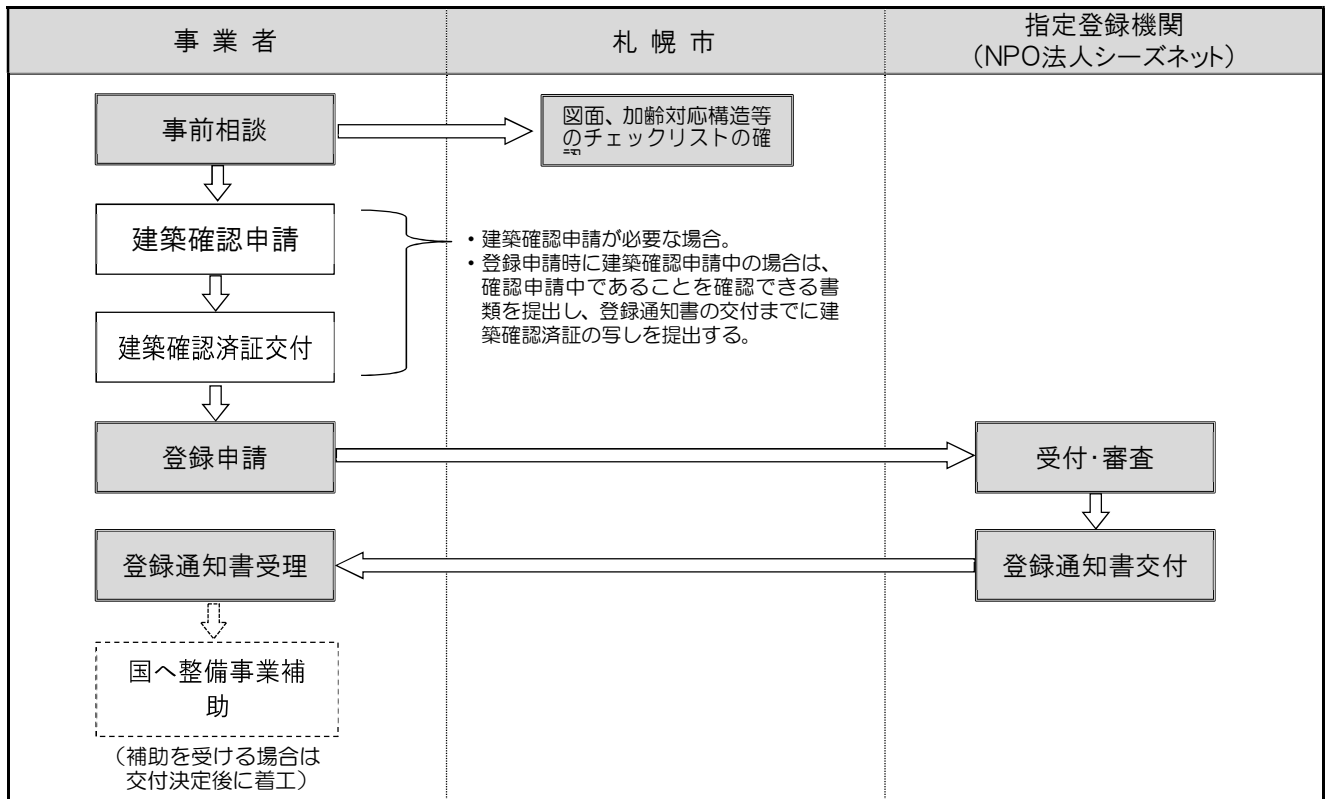 事 業 者
札 幌 市
指定登録機関
(NPO法人シーズネット)
事前相談
図面、加齢対応構造等
のチェックリストの確
建築確認申請
・建築確認申請が必要な場合。
・登録申請時に建築確認申請中の場合は、
確認申請中であることを確認できる書
類を提出し、登録通知書の交付までに建
築確認済証の写しを提出する。
建築確認済証交付
登録申請
受付・審査
登録通知書受理
登録通知書交付
国へ整備事業補
助
(補助を受ける場合は
交付決定後に着工)